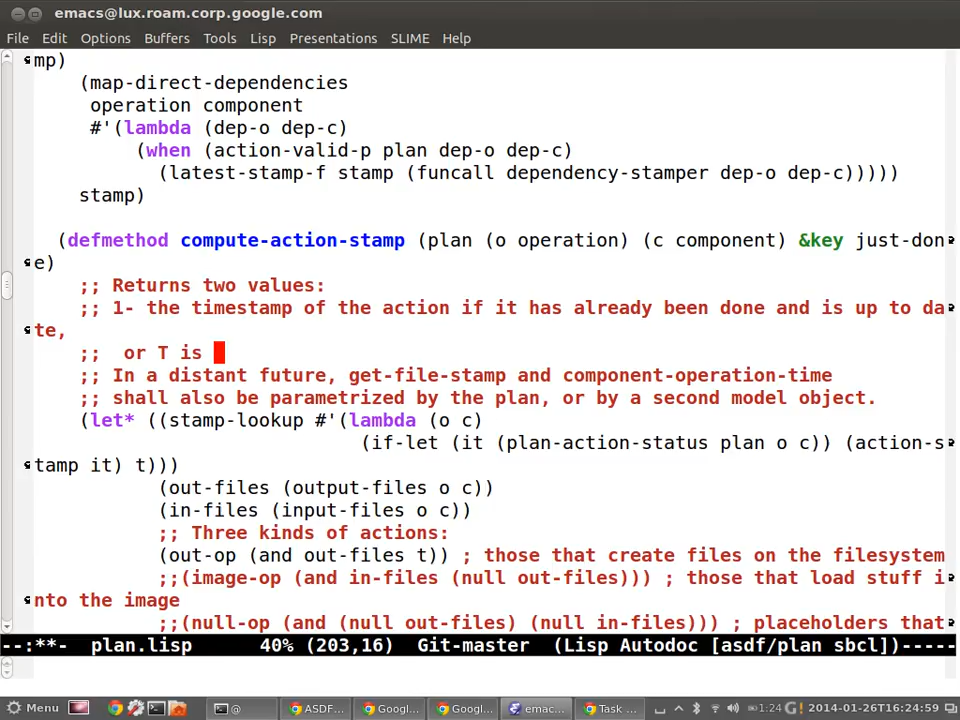 emacs@lux.roam.corp.google.com
File Edit Options Buffers Tools Lisp Presentations SLIME Help
mp)
(map-direct-dependencies
operation component
#'(lambda (dep-o dep-c)
(when (action-valid-p plan dep-o dep-c)
(latest-stamp-f stamp (funcall dependency-stamper dep-o dep-c)))))
stamp)
(defmethod compute-action-stamp (plan (o operation) (c component) &key just-don
e)
;; Returns two values:
;; 1- the timestamp of the action if it has already been done and is up to da
te,
;;  or T is
;; In a distant future, get-file-stamp and component-operation-time
;; shall also be parametrized by the plan, or by a second model object.
(let* ((stamp-lookup #'(lambda (o c)
(if-let (it (plan-action-status plan o c)) (action-s
tamp it) t)))
(out-files (output-files o c))
(in-files (input-files o c))
;; Three kinds of actions:
(out-op (and out-files t)) ; those that create files on the filesystem
;;(image-op (and in-files (null out-files))) ; those that load stuff i
nto the image
;;(null-op (and (null out-files) (null in-files))) ; placeholders that
--:**-  plan.lisp      40% (203,16)  Git-master  (Lisp Autodoc [asdf/plan sbcl])-----
Menu @ ASDF... Googl... Googl... emac... Task ... 1:24 2014-01-26T16:24:59